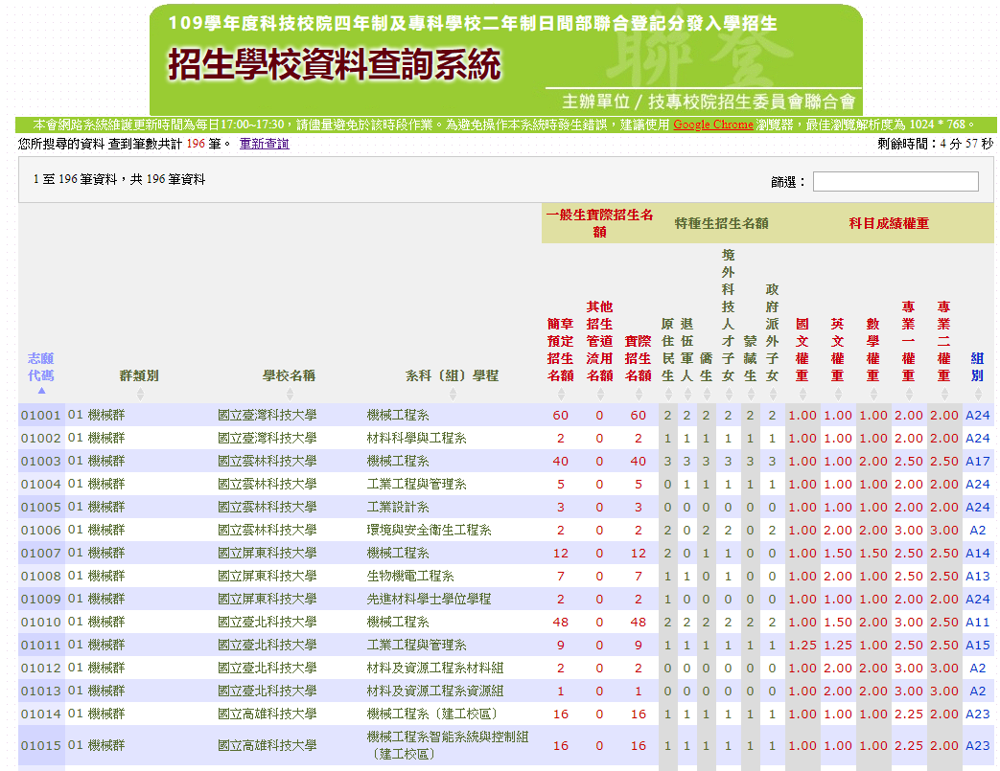 109學年度科技校院四年制及專科學校二年制日間部聯合登記分發入學招生
聯登
招生學校資料查詢系統
主辦單位 / 技專校院招生委員會聯合會
本會網路系統維護更新時間為每日17:00~17:30，請儘量避免於該時段作業。為避免操作本系統時發生錯誤，建議使用 Google Chrome 瀏覽器，最佳瀏覽解析度為 1024 * 768。
您所搜尋的資料 查到筆數共計 196 筆。 重新查詢 剩餘時間：4 分 57 秒
1 至 196 筆資料，共 196 筆資料 篩選：
一般生實際招生名額 特種生招生名額 科目成績權重
志願代碼 群類別 學校名稱 系科〔組〕學程 簡章預定招生名額 其他招生管道流用名額 實際招生名額 原住民生 退伍軍人 僑生 境外科技人才子女 蒙藏生 政府派外子女 國文權重 英文權重 數學權重 專業一權重 專業二權重 組別
01001 01 機械群 國立臺灣科技大學 機械工程系 60 0 60 2 2 2 2 2 2 1.00 1.00 1.00 2.00 2.00 A24
01002 01 機械群 國立臺灣科技大學 材料科學與工程系 2 0 2 1 1 1 1 1 1 1.00 1.00 1.00 2.00 2.00 A24
01003 01 機械群 國立雲林科技大學 機械工程系 40 0 40 3 3 3 3 3 3 1.00 1.00 2.00 2.50 2.50 A17
01004 01 機械群 國立雲林科技大學 工業工程與管理系 5 0 5 0 1 1 1 1 1 1.00 1.00 1.00 2.00 2.00 A24
01005 01 機械群 國立雲林科技大學 工業設計系 3 0 3 0 0 0 0 0 0 1.00 1.00 1.00 2.00 2.00 A24
01006 01 機械群 國立雲林科技大學 環境與安全衛生工程系 2 0 2 2 0 2 2 0 2 1.00 2.00 2.00 3.00 3.00 A2
01007 01 機械群 國立屏東科技大學 機械工程系 12 0 12 2 0 1 1 0 0 1.00 1.50 1.50 2.50 2.50 A14
01008 01 機械群 國立屏東科技大學 生物機電工程系 7 0 7 1 1 0 1 0 0 1.00 2.00 1.00 2.50 2.50 A13
01009 01 機械群 國立屏東科技大學 先進材料學士學位學程 2 0 2 1 0 0 0 0 0 1.00 1.00 1.00 2.00 2.00 A24
01010 01 機械群 國立臺北科技大學 機械工程系 48 0 48 2 2 2 2 2 2 1.00 1.50 2.00 3.00 2.50 A11
01011 01 機械群 國立臺北科技大學 工業工程與管理系 9 0 9 1 1 1 1 1 1 1.25 1.25 1.00 2.50 2.50 A15
01012 01 機械群 國立臺北科技大學 材料及資源工程系材料組 2 0 2 0 0 0 0 0 0 1.00 2.00 2.00 3.00 3.00 A2
01013 01 機械群 國立臺北科技大學 材料及資源工程系資源組 1 0 1 0 0 0 0 0 0 1.00 2.00 2.00 3.00 3.00 A2
01014 01 機械群 國立高雄科技大學 機械工程系〔建工校區〕 16 0 16 1 1 1 1 1 1 1.00 1.00 1.00 2.25 2.00 A23
01015 01 機械群 國立高雄科技大學 機械工程系智能系統與控制組〔建工校區〕 16 0 16 1 1 1 1 1 1 1.00 1.00 1.00 2.25 2.00 A23